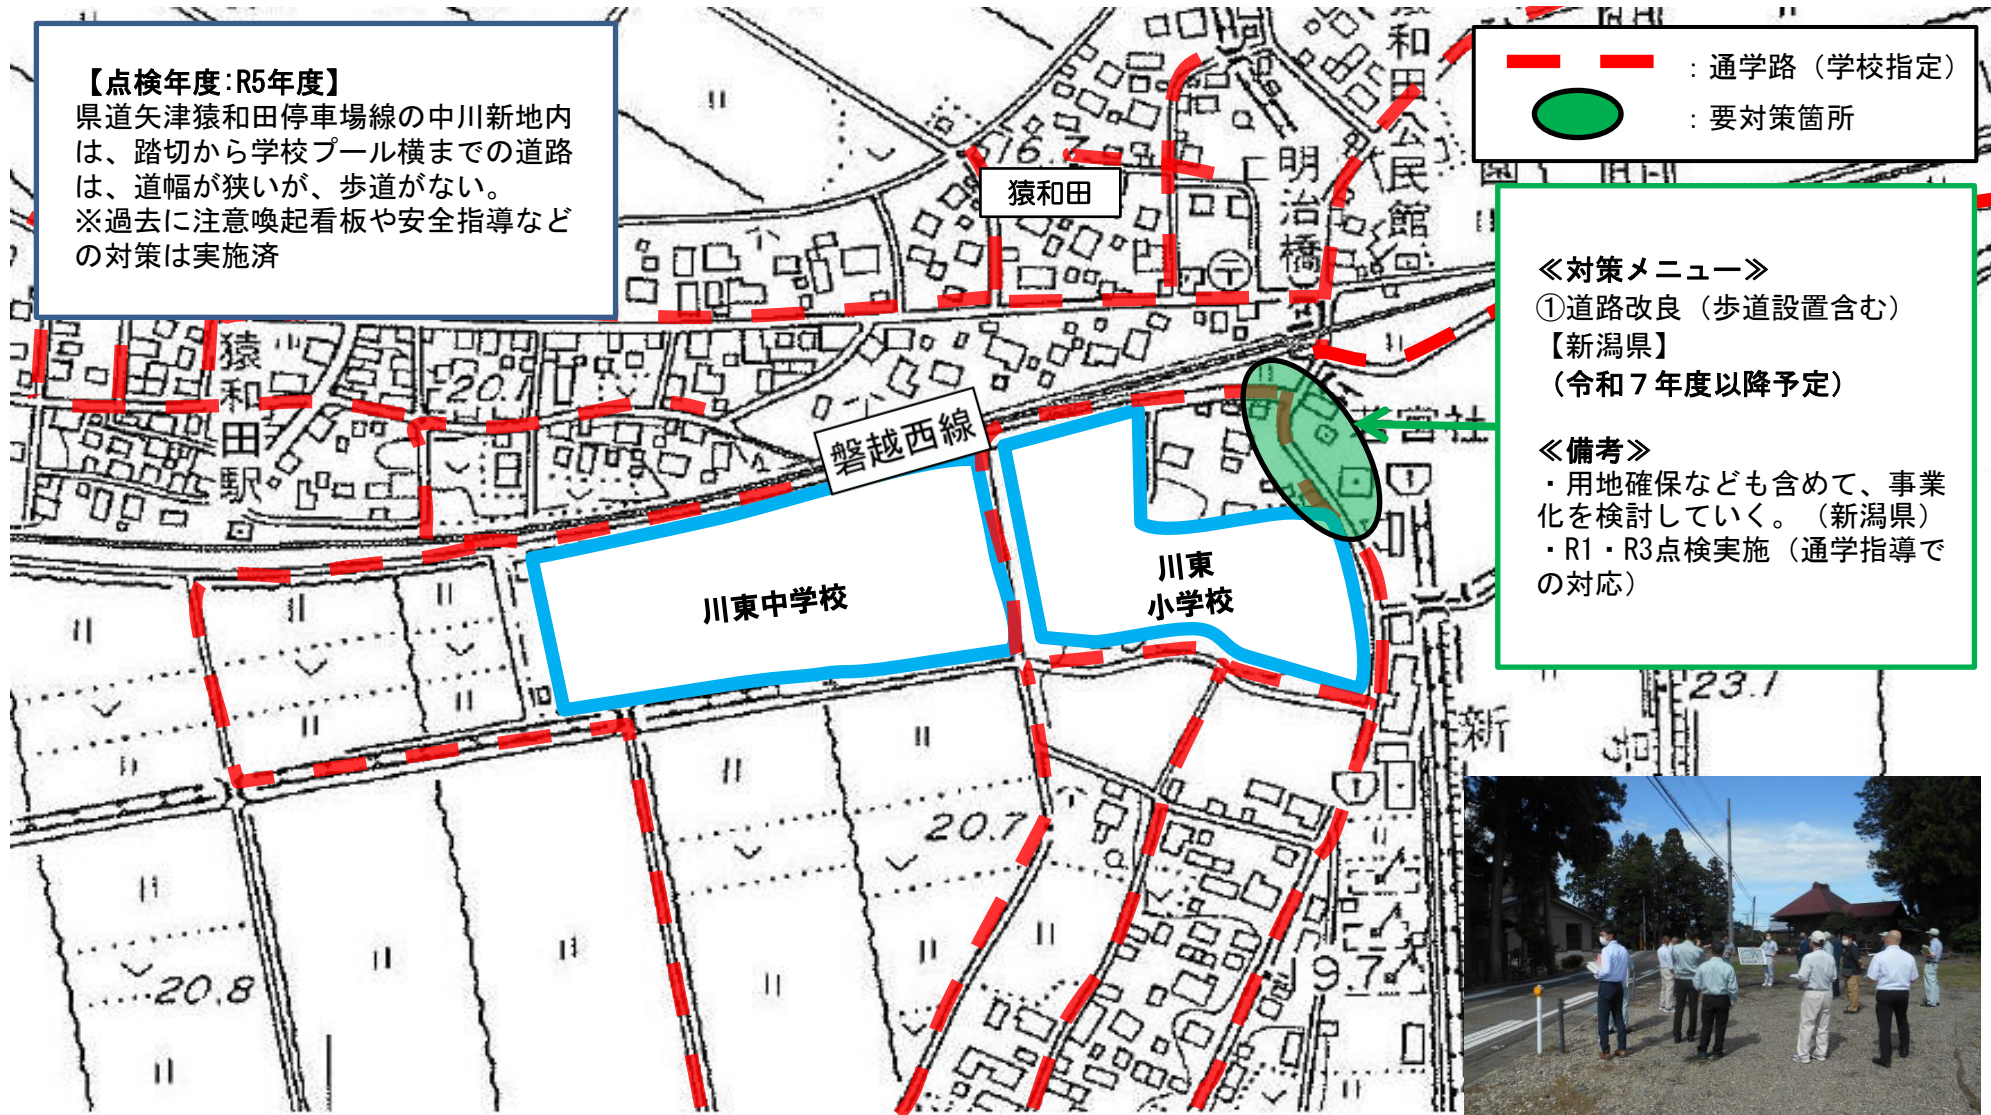 【点検年度:R5年度】
県道矢津猿和田停車場線の中川新地内
は、踏切から学校プール横までの道路
は、道幅が狭いが、歩道がない。
※過去に注意喚起看板や安全指導など
の対策は実施済
:通学路（学校指定）
:要対策箇所
≪対策メニュー≫
①道路改良（歩道設置含む）
【新潟県】
（令和７年度以降予定）
≪備考≫
・用地確保なども含めて、事業
化を検討していく。（新潟県）
・R1・R3点検実施（通学指導で
の対応）
猿和田
磐越西線
川東中学校
川東
小学校
和田公民館
明治橋
猿和田駅
16.3
20.1
20.7
20.8
23.1
19.7
新
宮社